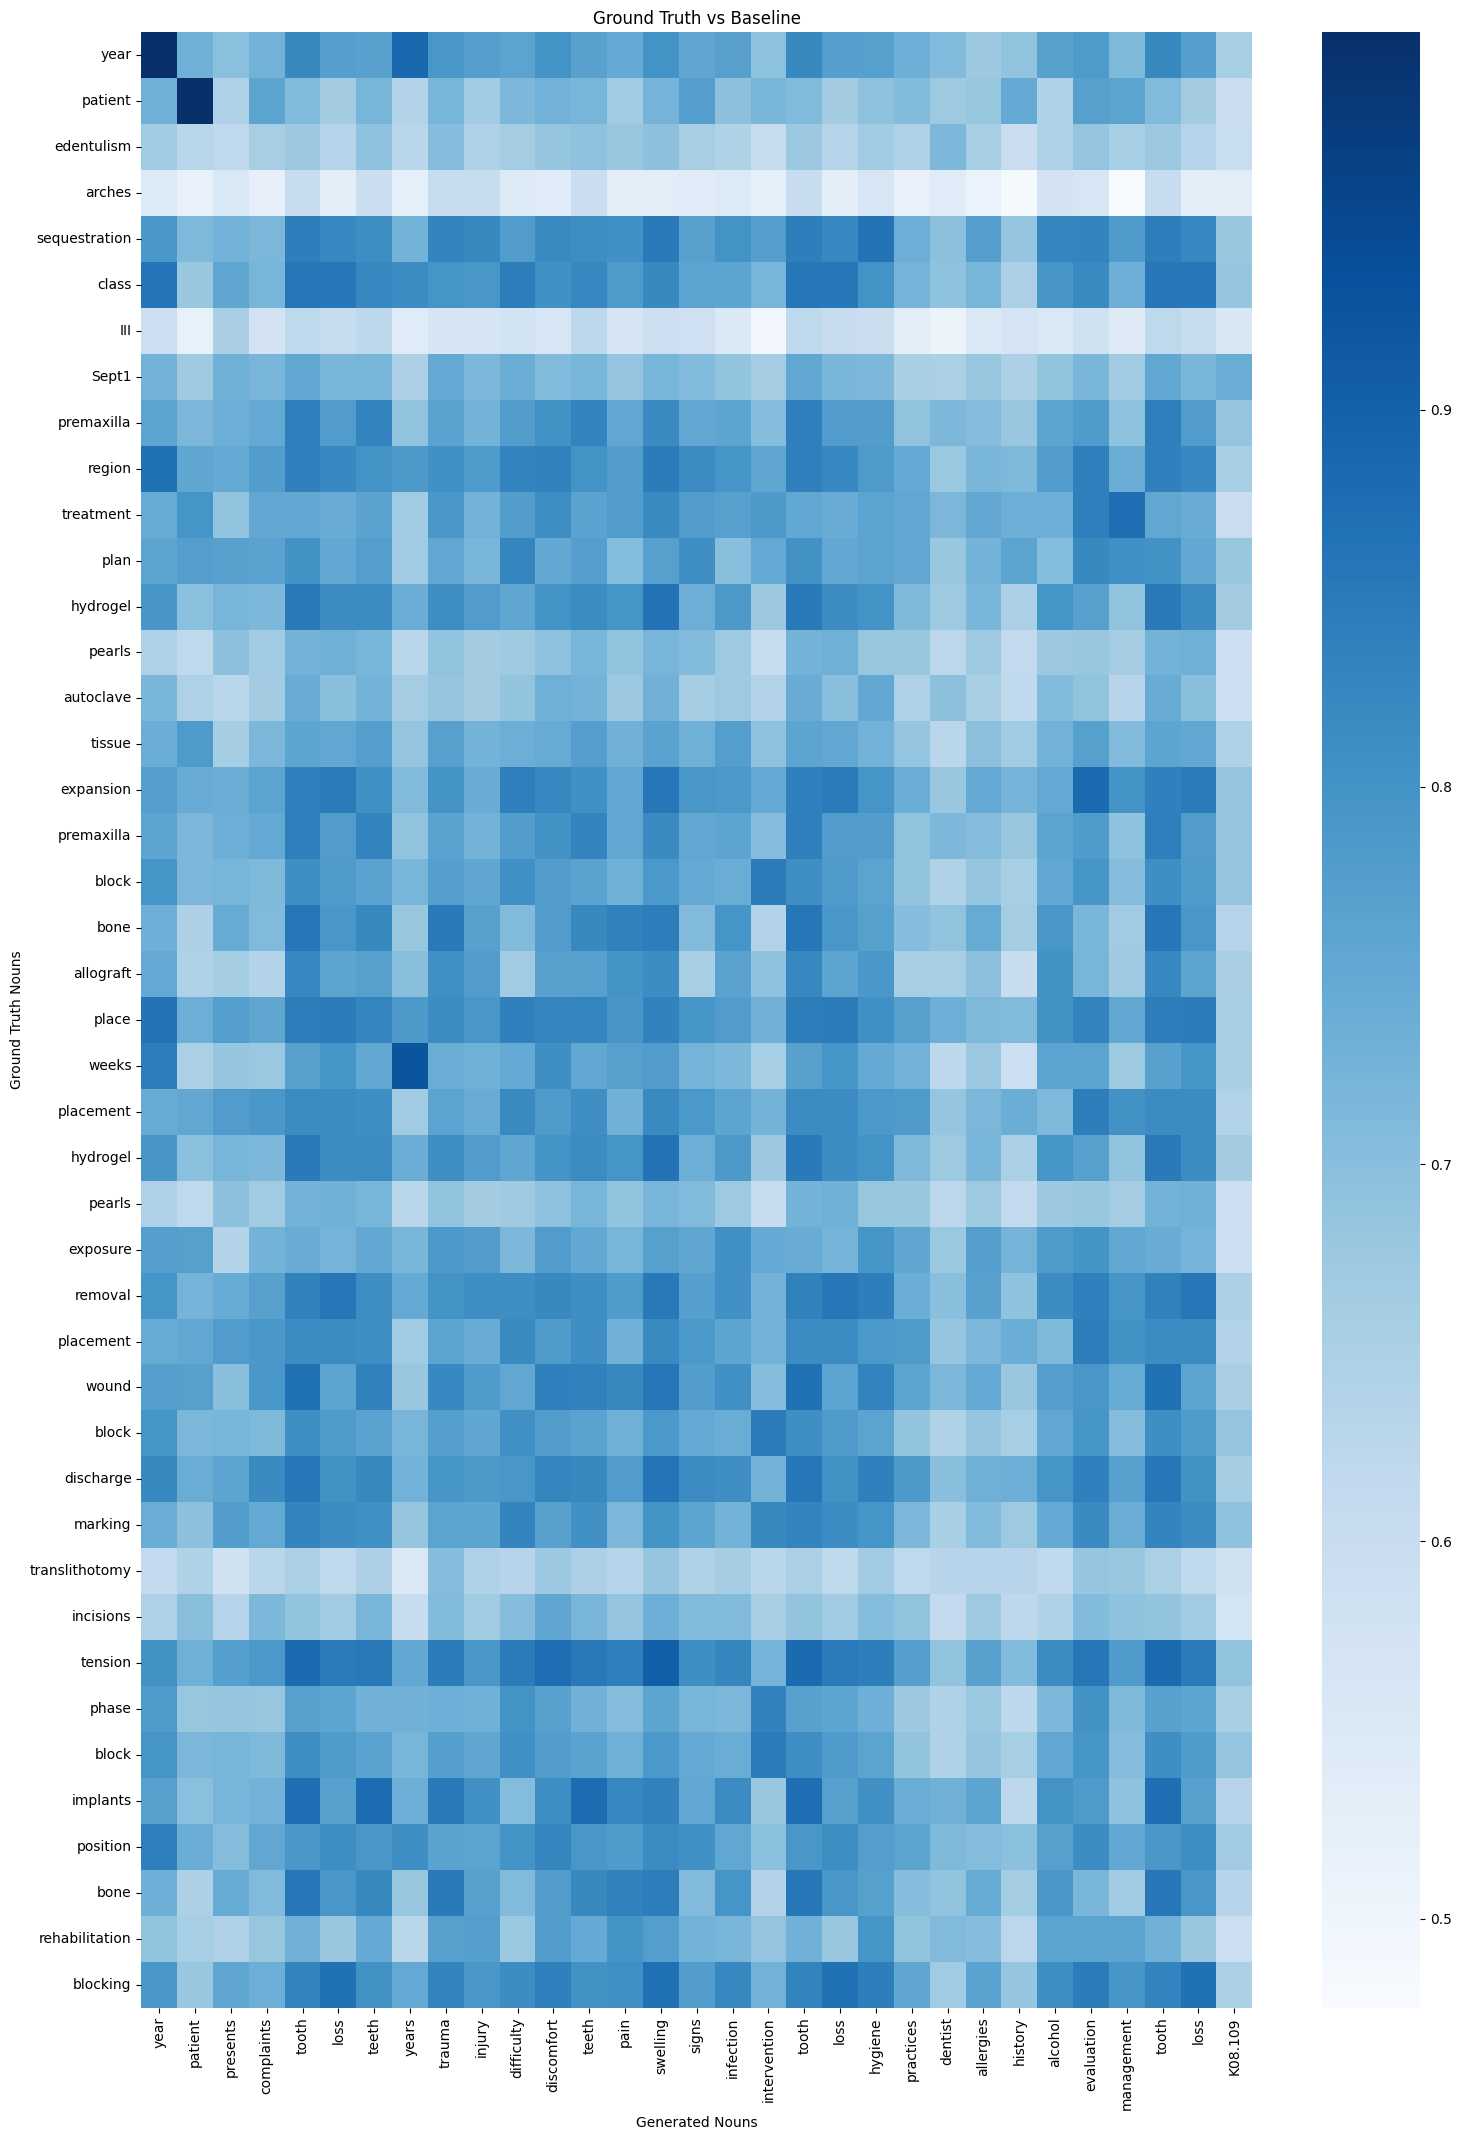 Ground Truth vs Baseline
Ground Truth Nouns
year
patient
edentulism
arches
sequestration
class
III
Sept1
premaxilla
region
treatment
plan
hydrogel
pearls
autoclave
tissue
expansion
premaxilla
block
bone
allograft
place
weeks
placement
hydrogel
pearls
exposure
removal
placement
wound
block
discharge
marking
translithotomy
incisions
tension
phase
block
implants
position
bone
rehabilitation
blocking
year
patient
presents
complaints
tooth
loss
teeth
years
trauma
injury
difficulty
discomfort
teeth
pain
swelling
signs
infection
intervention
tooth
loss
hygiene
practices
dentist
allergies
history
alcohol
evaluation
management
tooth
loss
K08.109
Generated Nouns
0.9
0.8
0.7
0.6
0.5